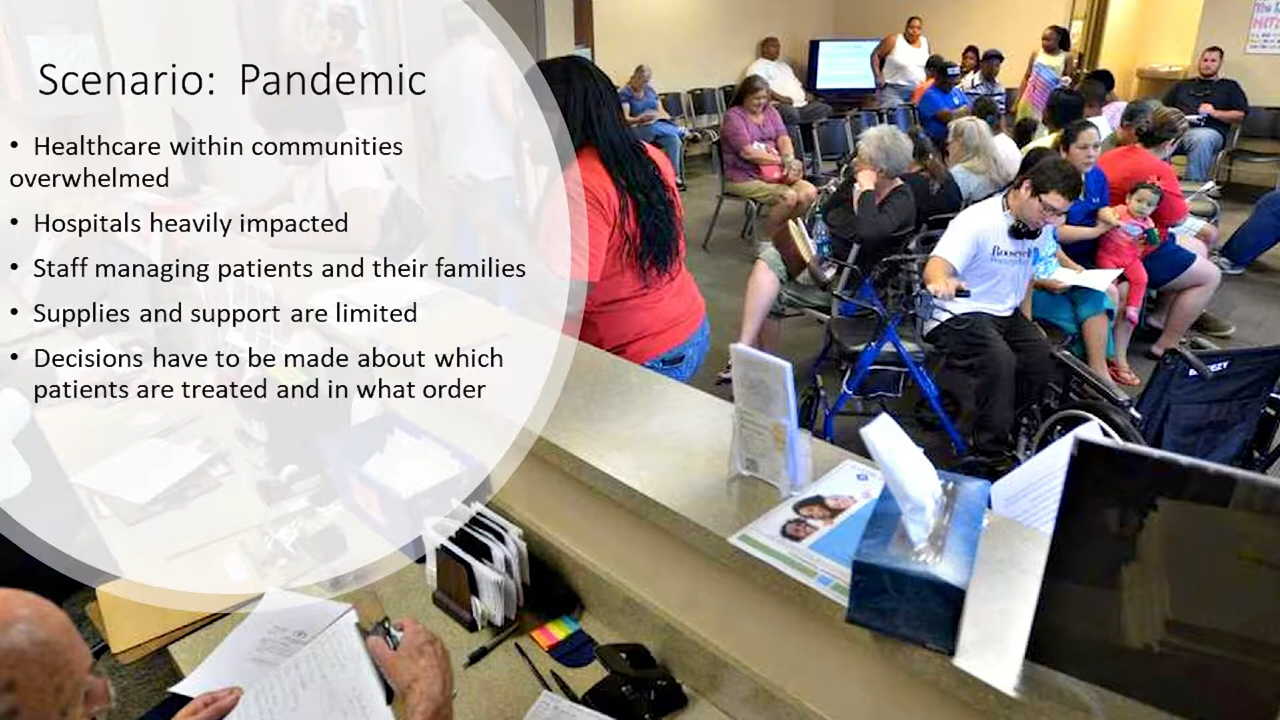 Scenario:  Pandemic
• Healthcare within communities
overwhelmed
• Hospitals heavily impacted
• Staff managing patients and their families
• Supplies and support are limited
• Decisions have to be made about which
patients are treated and in what order
BREEZY